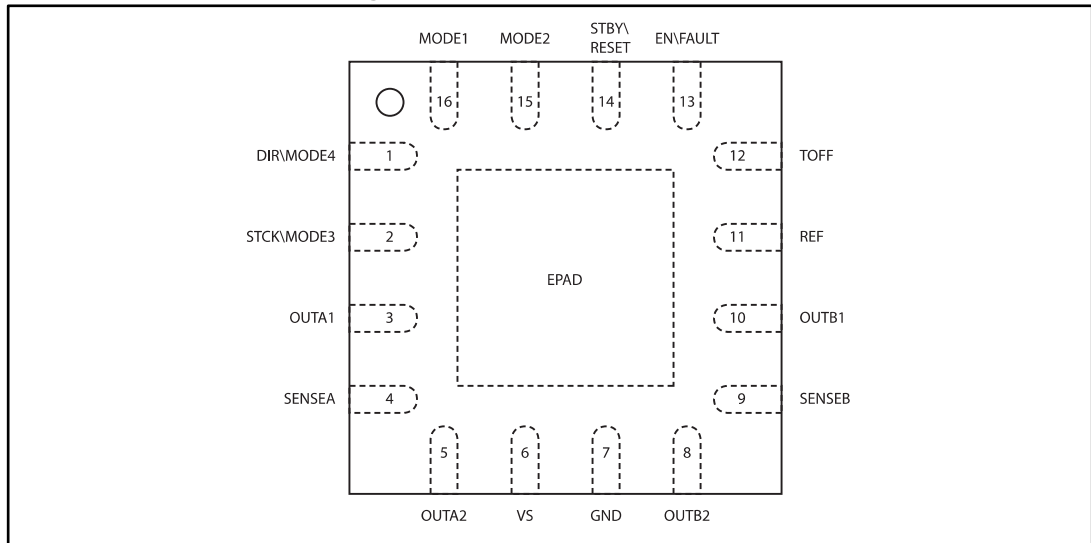 MODE1 MODE2 STBY\ EN\FAULT
RESET
16 15 14 13
DIR\MODE4 1 12 TOFF
STCK\MODE3 2 11 REF
EPAD
OUTA1 3 10 OUTB1
SENSEA 4 9 SENSEB
5 6 7 8
OUTA2 VS GND OUTB2